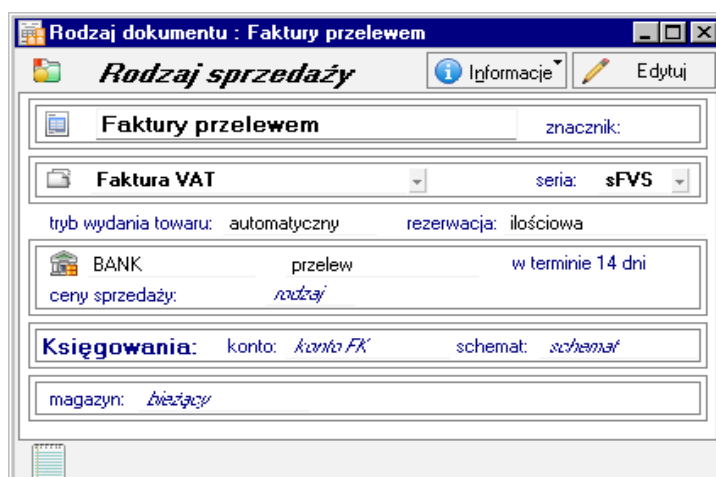 Rodzaj dokumentu : Faktury przelewem
Rodzaj sprzedaży Informacje Edytuj
Faktury przelewem znacznik:
Faktura VAT seria: sFVS
tryb wydania towaru: automatyczny rezerwacja: ilościowa
BANK przelew w terminie 14 dni
ceny sprzedaży: rodzaj
Księgowania: konto: konto FK schemat: schemat
magazyn: bieżący